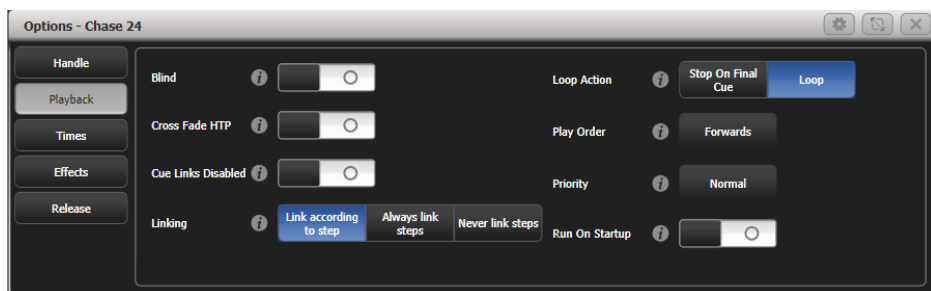 Options - Chase 24
Handle
Playback
Times
Effects
Release
Blind
Cross Fade HTP
Cue Links Disabled
Linking
Link according
to step
Always link
steps
Never link steps
Loop Action
Stop On Final
Cue
Loop
Play Order
Forwards
Priority
Normal
Run On Startup